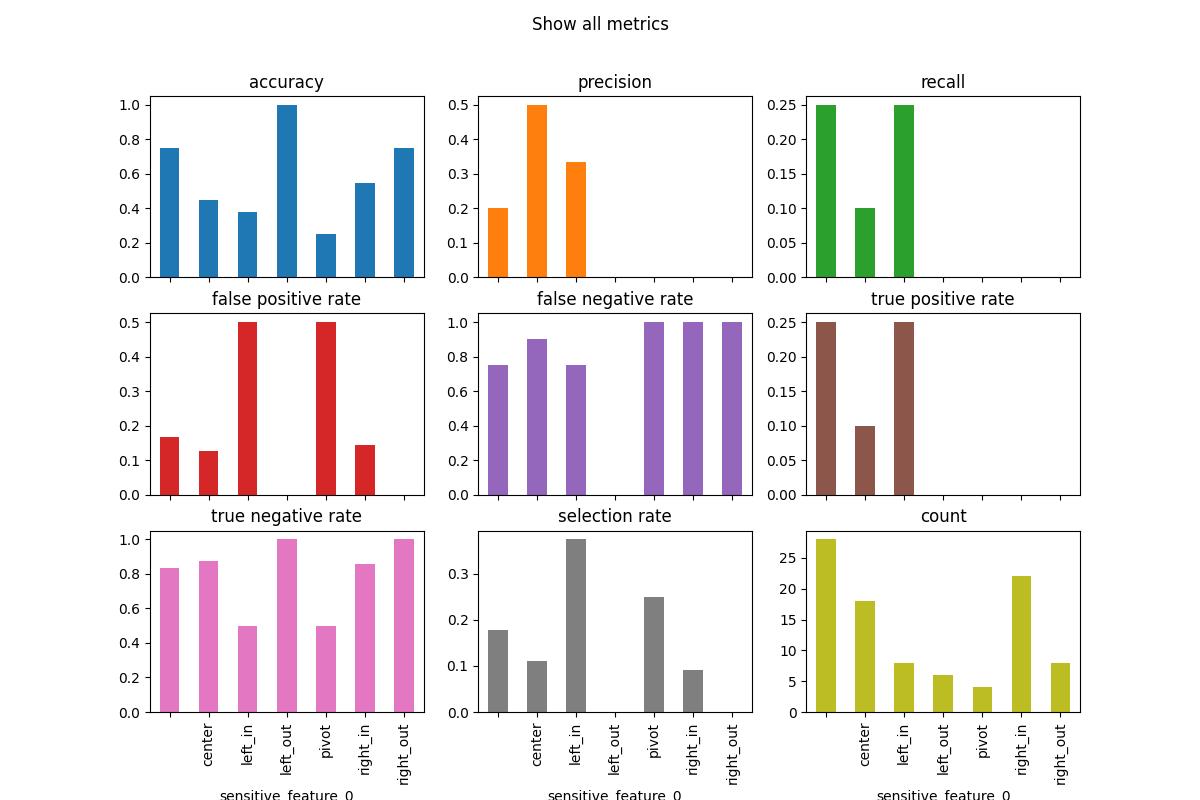 Show all metrics
accuracy
1.0
0.8
0.6
0.4
0.2
0.0
precision
0.5
0.4
0.3
0.2
0.1
0.0
recall
0.25
0.20
0.15
0.10
0.05
0.00
false positive rate
0.5
0.4
0.3
0.2
0.1
0.0
false negative rate
1.0
0.8
0.6
0.4
0.2
0.0
true positive rate
0.25
0.20
0.15
0.10
0.05
0.00
true negative rate
1.0
0.8
0.6
0.4
0.2
0.0
center
left_in
left_out
pivot
right_in
right_out
sensitive_feature_0
selection rate
0.3
0.2
0.1
0.0
center
left_in
left_out
pivot
right_in
right_out
sensitive_feature_0
count
25
20
15
10
5
0
center
left_in
left_out
pivot
right_in
right_out
sensitive_feature_0